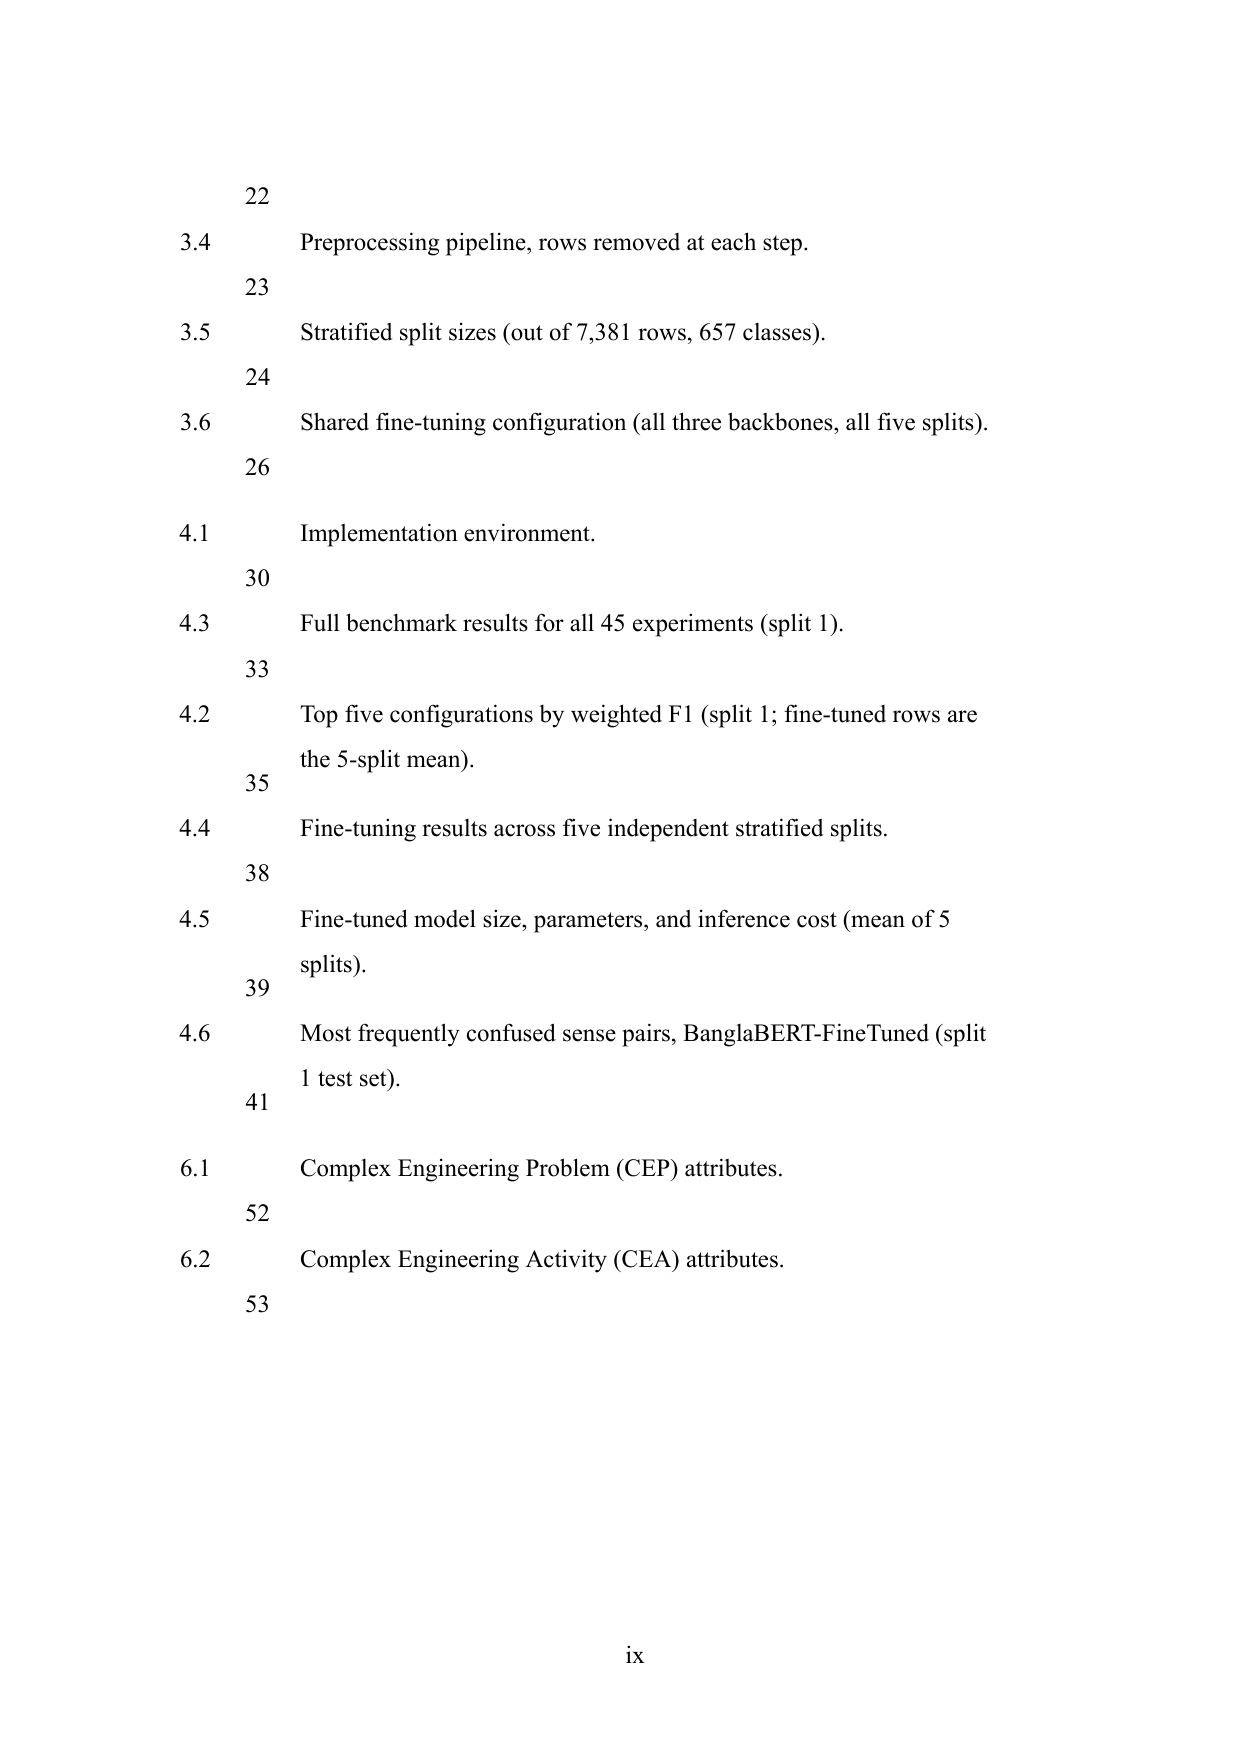 22
3.4 Preprocessing pipeline, rows removed at each step.
23
3.5 Stratified split sizes (out of 7,381 rows, 657 classes).
24
3.6 Shared fine-tuning configuration (all three backbones, all five splits).
26
4.1 Implementation environment.
30
4.3 Full benchmark results for all 45 experiments (split 1).
33
4.2 Top five configurations by weighted F1 (split 1; fine-tuned rows are
the 5-split mean).
35
4.4 Fine-tuning results across five independent stratified splits.
38
4.5 Fine-tuned model size, parameters, and inference cost (mean of 5
splits).
39
4.6 Most frequently confused sense pairs, BanglaBERT-FineTuned (split
1 test set).
41
6.1 Complex Engineering Problem (CEP) attributes.
52
6.2 Complex Engineering Activity (CEA) attributes.
53
ix